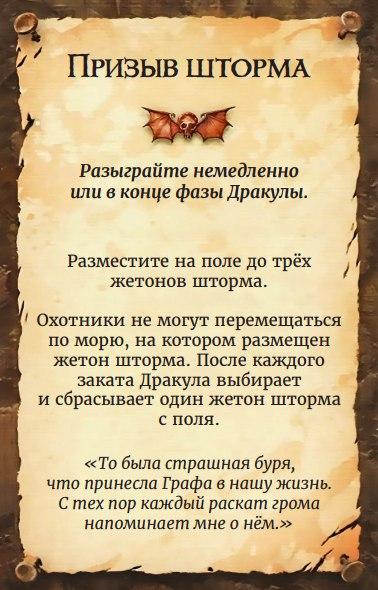 Призыв шторма
Разыграйте немедленно
или в конце фазы Дракулы.
Разместите на поле до трёх
жетонов шторма.
Охотники не могут перемещаться
по морю, на котором размещен
жетон шторма. После каждого
заката Дракула выбирает
и сбрасывает один жетон шторма
с поля.
«То была страшная буря,
что принесла Графа в нашу жизнь.
С тех пор каждый раскат грома
напоминает мне о нём.»